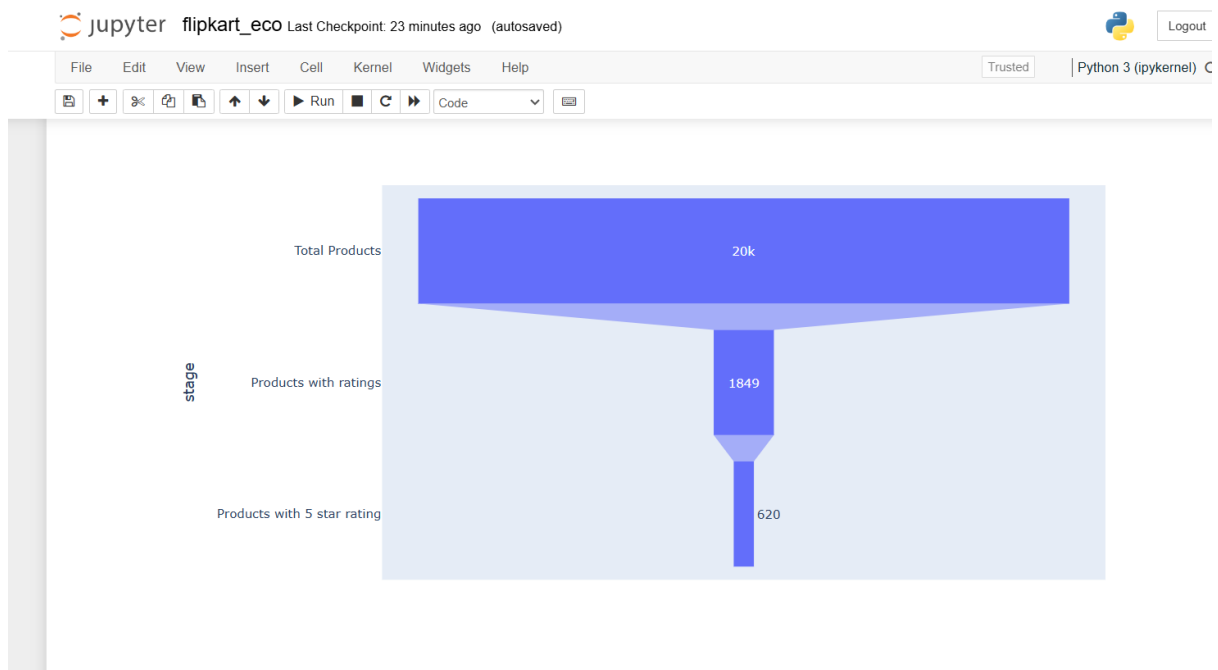 jupyter flipkart_eco Last Checkpoint: 23 minutes ago (autosaved)
Logout
File Edit View Insert Cell Kernel Widgets Help
Trusted
Python 3 (ipykernel)
Run
Code
Total Products
20k
stage
Products with ratings
1849
Products with 5 star rating
620